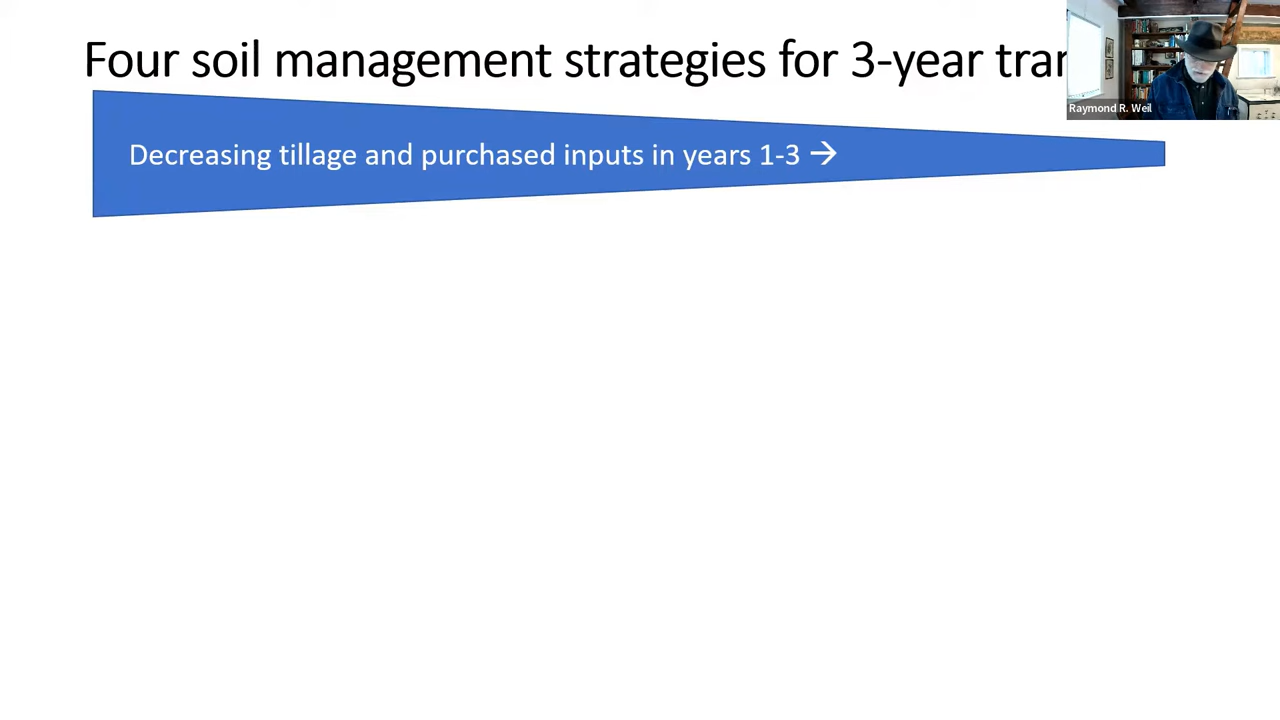 Four soil management strategies for 3-year tran
Raymond R. Weil
Decreasing tillage and purchased inputs in years 1-3 →